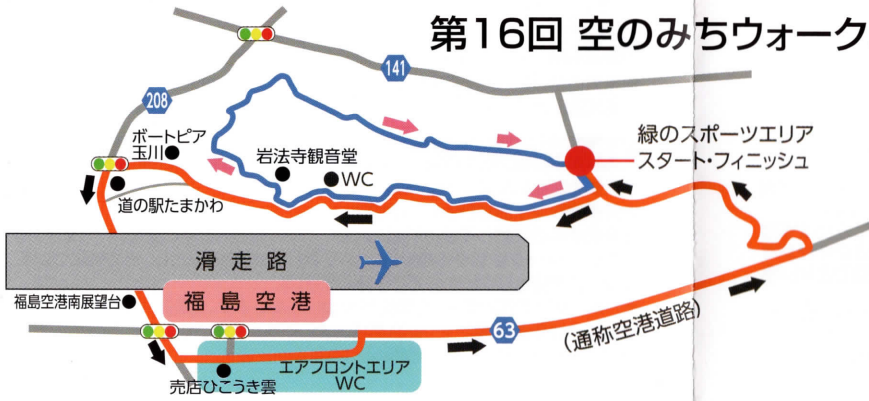 第16回 空のみちウォーク
141
208
ボートピア
玉川
岩法寺観音堂
WC
緑のスポーツエリア
スタート・フィニッシュ
道の駅たまかわ
滑走路
福島空港
福島空港南展望台
63
(通称空港道路)
エアフロントエリア
WC
売店ひこうき雲